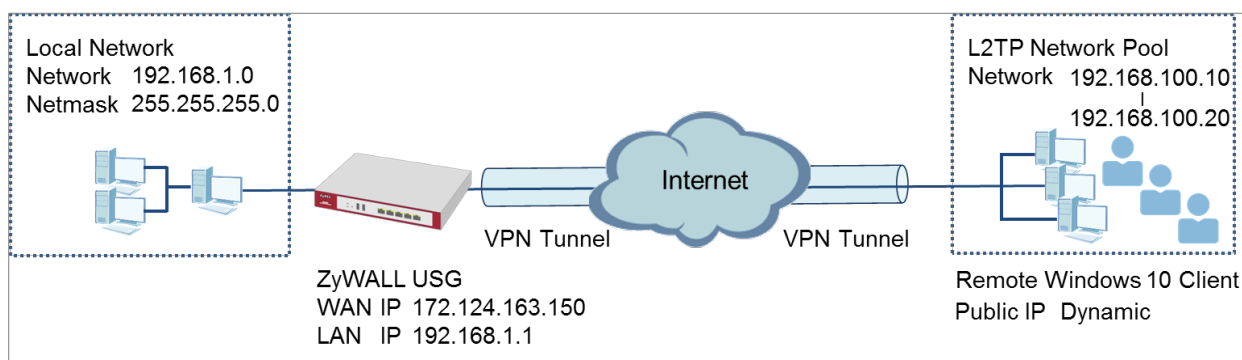 Local Network
Network 192.168.1.0
Netmask 255.255.255.0
L2TP Network Pool
Network 192.168.100.10
192.168.100.20
Internet
VPN Tunnel
VPN Tunnel
ZyWALL USG
WAN IP 172.124.163.150
LAN IP 192.168.1.1
Remote Windows 10 Client
Public IP Dynamic